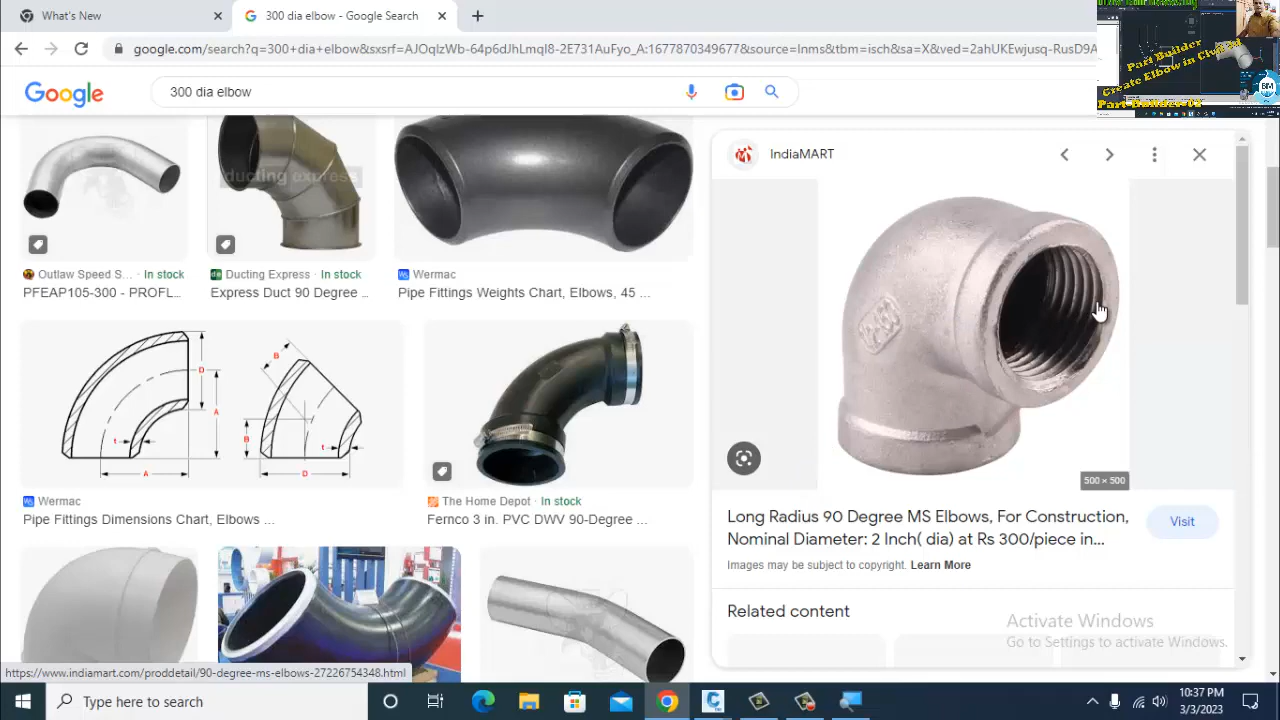 What's New
300 dia elbow - Google Search
google.com/search?q=300+dia+elbow&sxsrf=AJOqlzWb-64p6dJhLmqI8-2E731AuFyo_A:1677870349677&source=lnms&tbm=isch&sa=X&ved=2ahUKEwjusq-RusD9A
Part Builder
Create Elbow in Civil 3d
Part-Builder-01
BM
Google
300 dia elbow
ducting express
Outlaw Speed S... · In stock
PFEAP105-300 - PROFL...
Ducting Express · In stock
Express Duct 90 Degree ...
Wermac
Pipe Fittings Weights Chart, Elbows, 45 ...
IndiaMART
D
A
t
A
B
B
t
D
Wermac
Pipe Fittings Dimensions Chart, Elbows ...
The Home Depot · In stock
Fernco 3 in. PVC DWV 90-Degree ...
500 × 500
Long Radius 90 Degree MS Elbows, For Construction,
Nominal Diameter: 2 Inch( dia) at Rs 300/piece in...
Visit
Images may be subject to copyright. Learn More
Related content
Activate Windows
Go to Settings to activate Windows.
https://www.indiamart.com/proddetail/90-degree-ms-elbows-27226754348.html
Type here to search
10:37 PM
3/3/2023